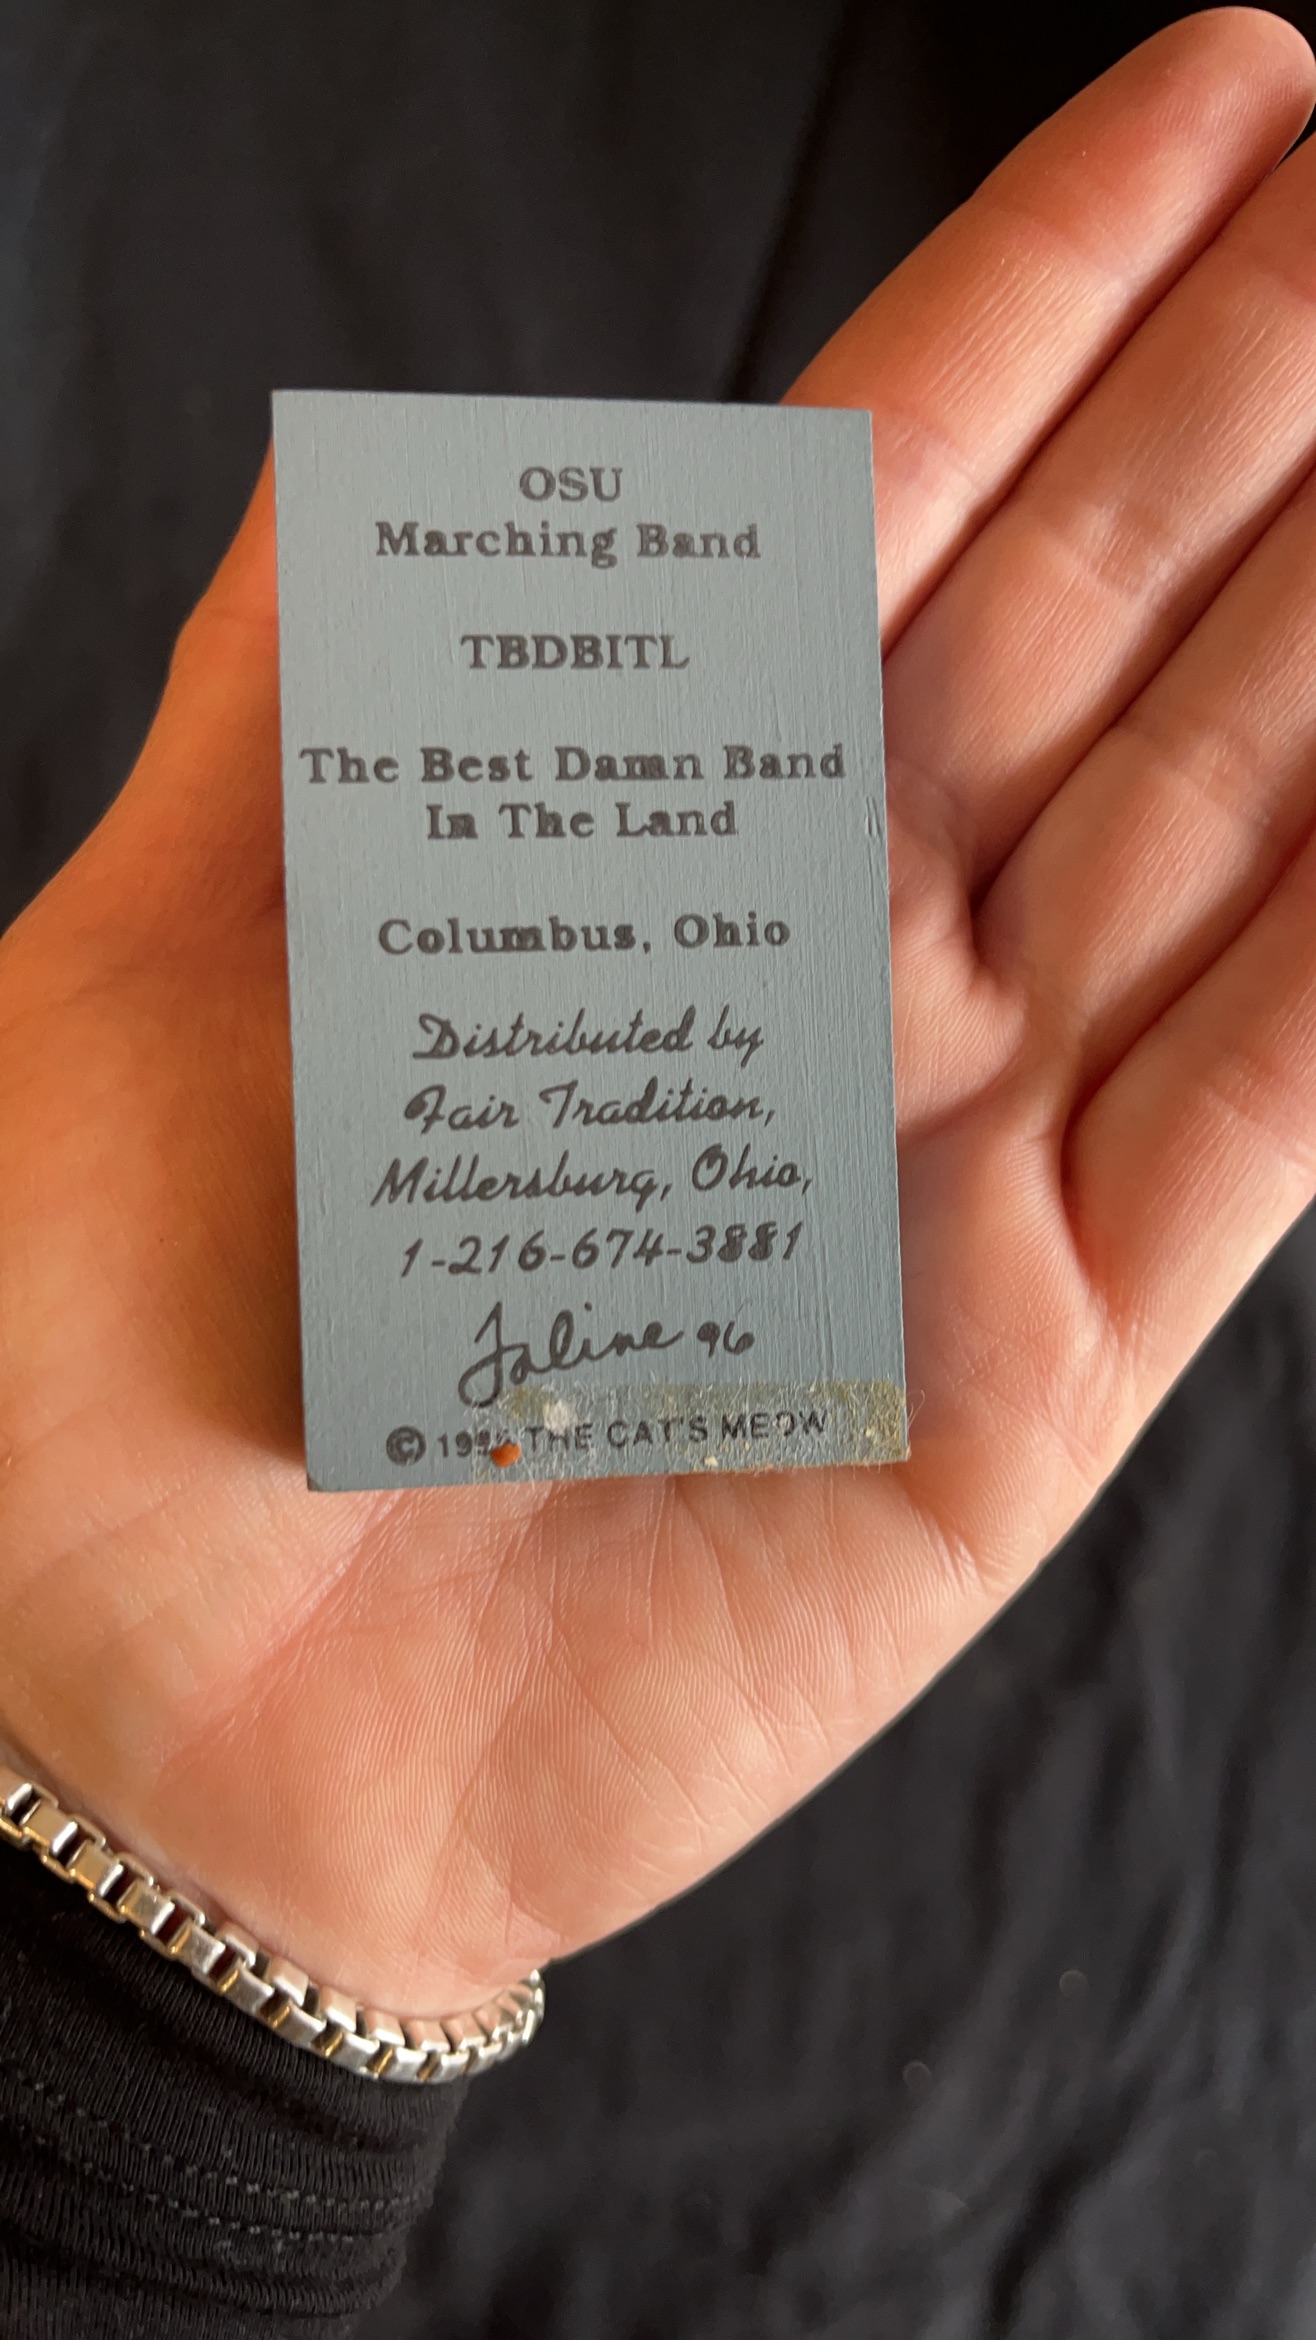 OSU
Marching Band
TBDBITL
The Best Damn Band
In The Land
Columbus, Ohio
Distributed by
Fair Tradition,
Millersburg, Ohio,
1-216-674-3881
Faline 96
© THE CAT'S MEOW